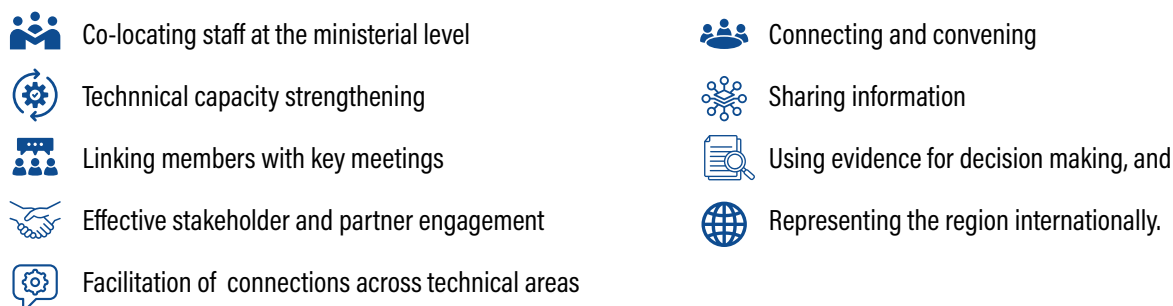 Co-locating staff at the ministerial level
Technnical capacity strengthening
Linking members with key meetings
Effective stakeholder and partner engagement
Facilitation of  connections across technical areas
Connecting and convening
Sharing information
Using evidence for decision making, and
Representing the region internationally.